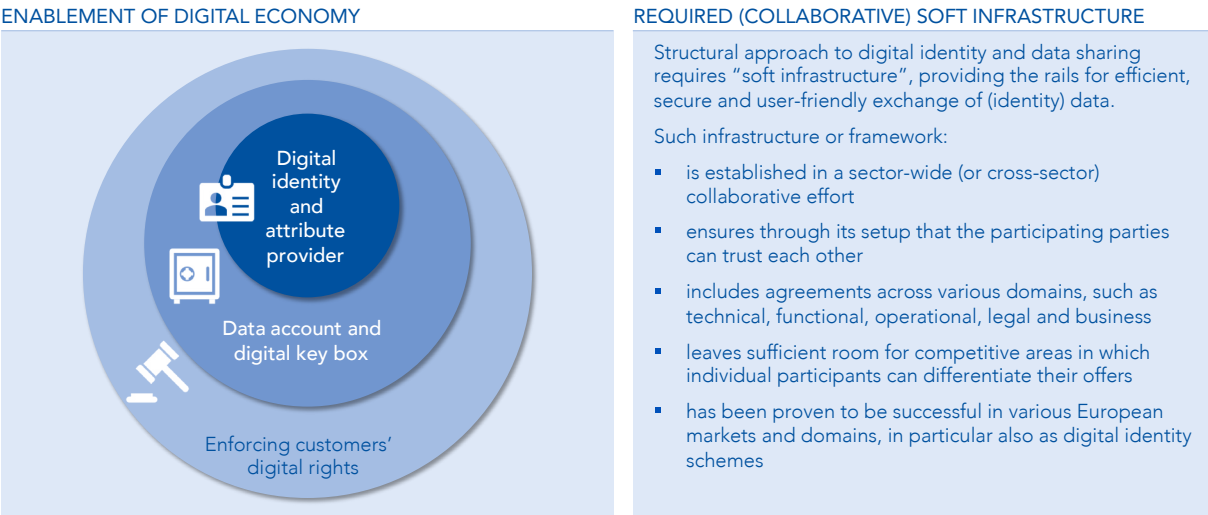 ENABLEMENT OF DIGITAL ECONOMY
Digital
identity
and
attribute
provider
Data account and
digital key box
Enforcing customers’
digital rights
REQUIRED (COLLABORATIVE) SOFT INFRASTRUCTURE
Structural approach to digital identity and data sharing
requires “soft infrastructure”, providing the rails for efficient,
secure and user-friendly exchange of (identity) data.
Such infrastructure or framework:
▪ is established in a sector-wide (or cross-sector)
collaborative effort
▪ ensures through its setup that the participating parties
can trust each other
▪ includes agreements across various domains, such as
technical, functional, operational, legal and business
▪ leaves sufficient room for competitive areas in which
individual participants can differentiate their offers
▪ has been proven to be successful in various European
markets and domains, in particular also as digital identity
schemes